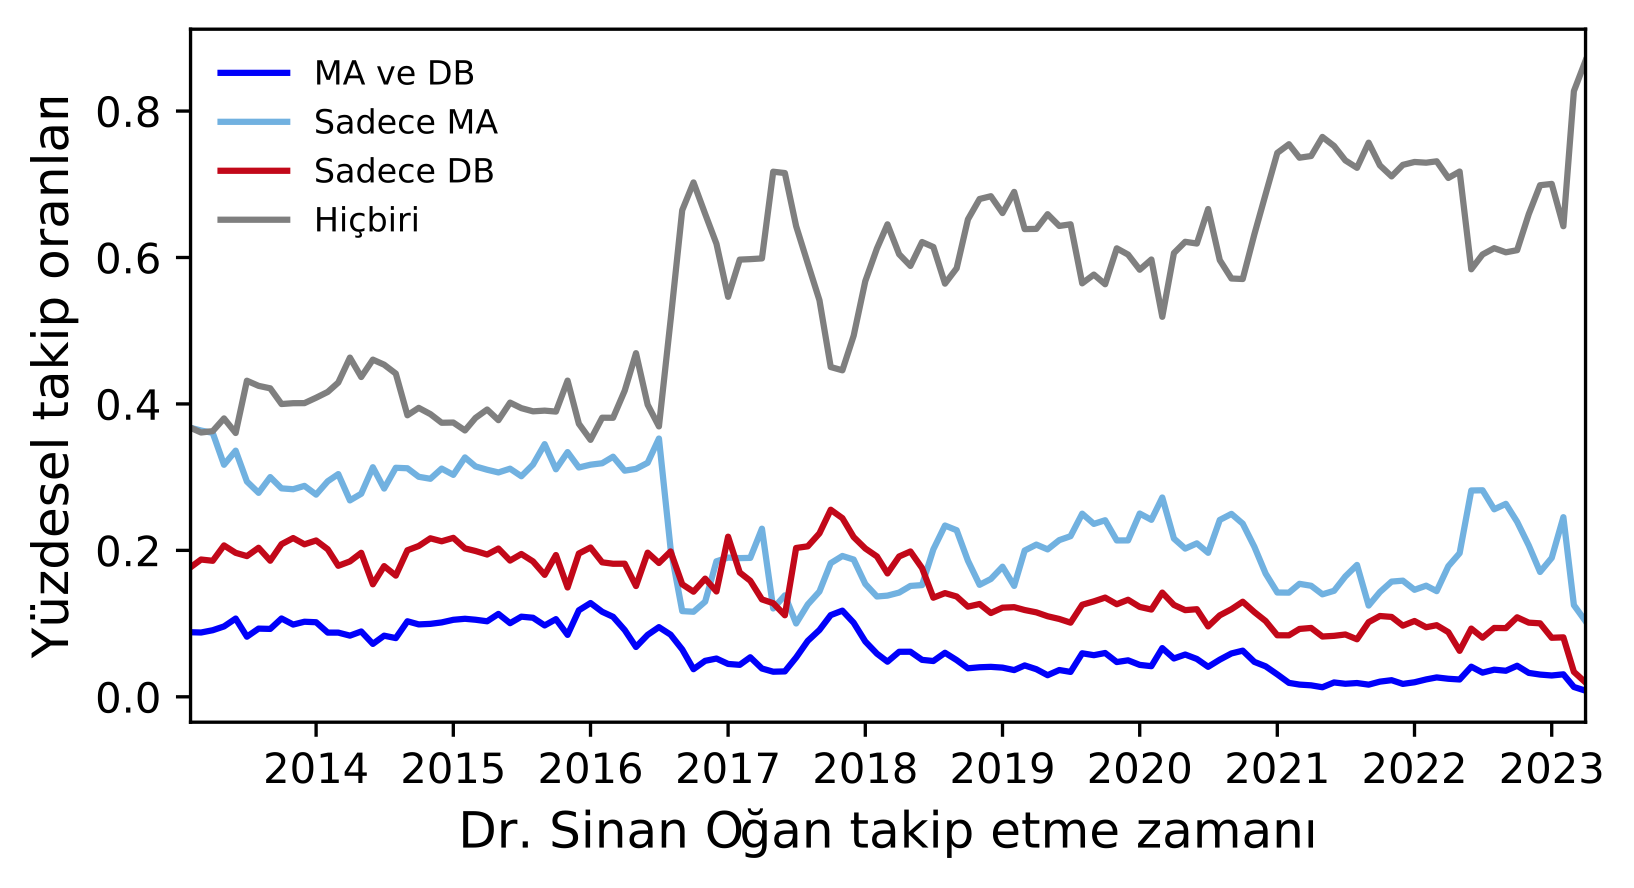 MA ve DB
Sadece MA
Sadece DB
Hiçbiri
Yüzdesel takip oranları
0.8
0.6
0.4
0.2
0.0
2014 2015 2016 2017 2018 2019 2020 2021 2022 2023
Dr. Sinan Oğan takip etme zamanı